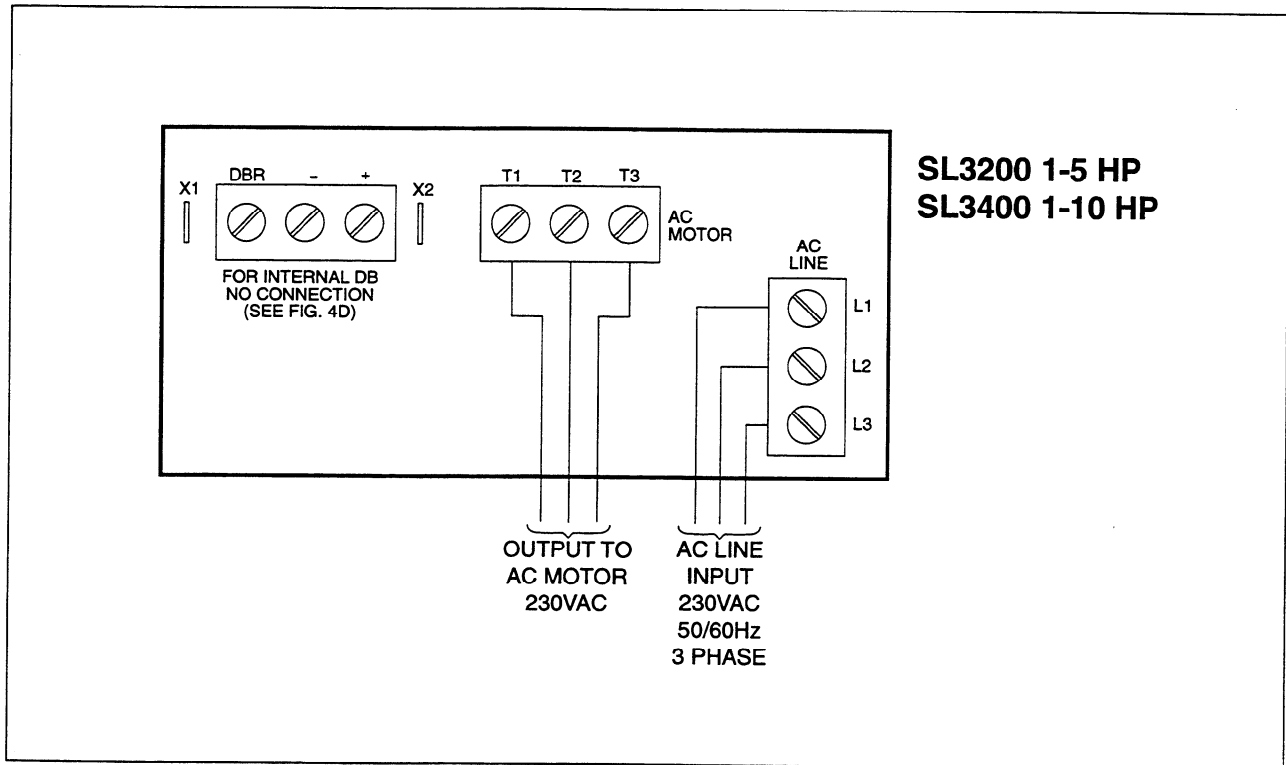 SL3200 1-5 HP
SL3400 1-10 HP
X1
DBR - +
X2
FOR INTERNAL DB
NO CONNECTION
(SEE FIG. 4D)
T1 T2 T3
AC
MOTOR
AC
LINE
L1
L2
L3
OUTPUT TO
AC MOTOR
230VAC
AC LINE
INPUT
230VAC
50/60Hz
3 PHASE